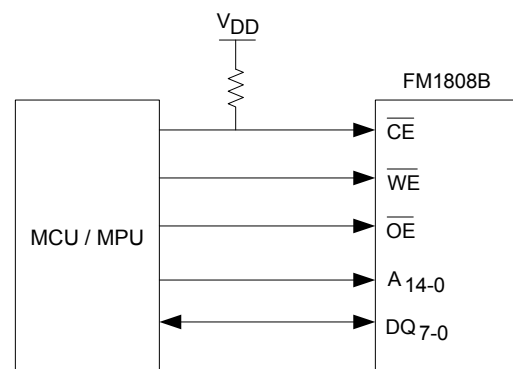 VDD
FM1808B
CE
WE
OE
MCU / MPU
A14-0
DQ7-0